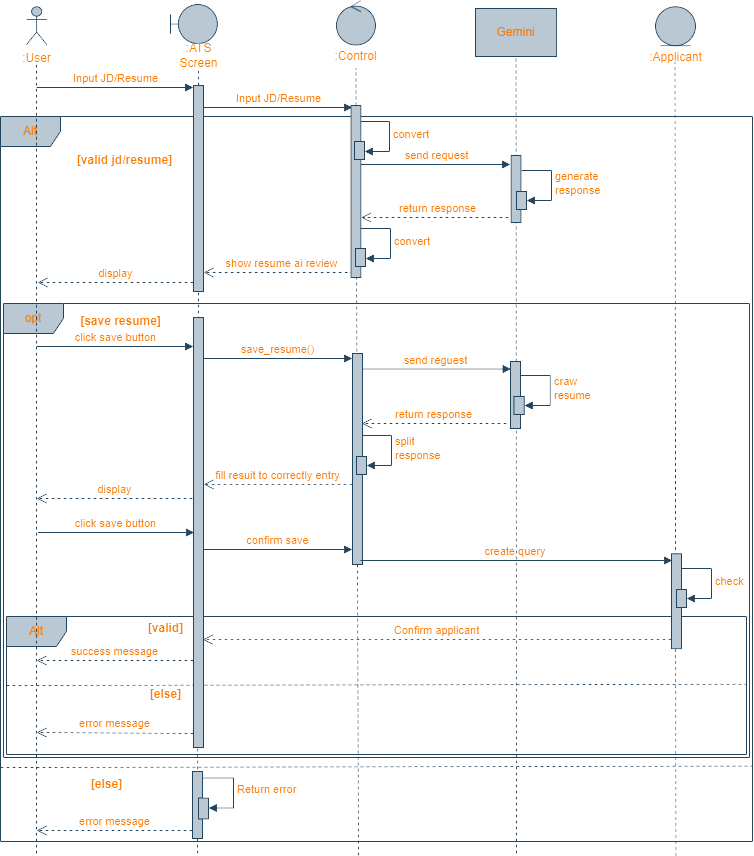 :User
:ATS
Screen
:Control
Gemini
:Applicant
Input JD/Resume
Input JD/Resume
Alt
convert
[valid jd/resume]
send request
generate
response
return response
convert
show resume ai review
display
opt
[save resume]
click save button
save_resume()
send reguest
craw
resume
return response
split
response
fill resuit to correctly entry
display
click save button
confirm save
create query
check
Alt
[valid]
Confirm applicant
success message
[else]
error message
[else]
Return error
error message